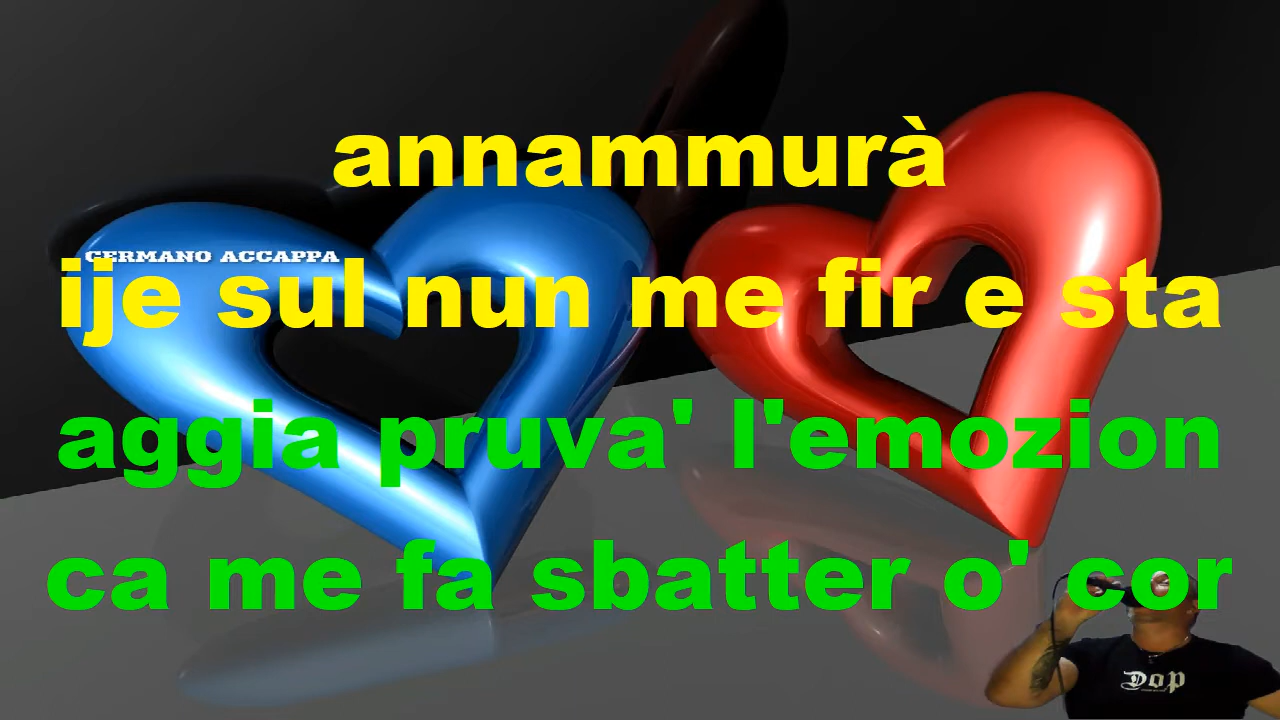 annammurà
GERMANO ACCAPPA
ije sul nun me fir e sta
aggia pruva' l'emozion
ca me fa sbatter o' cor
Dop